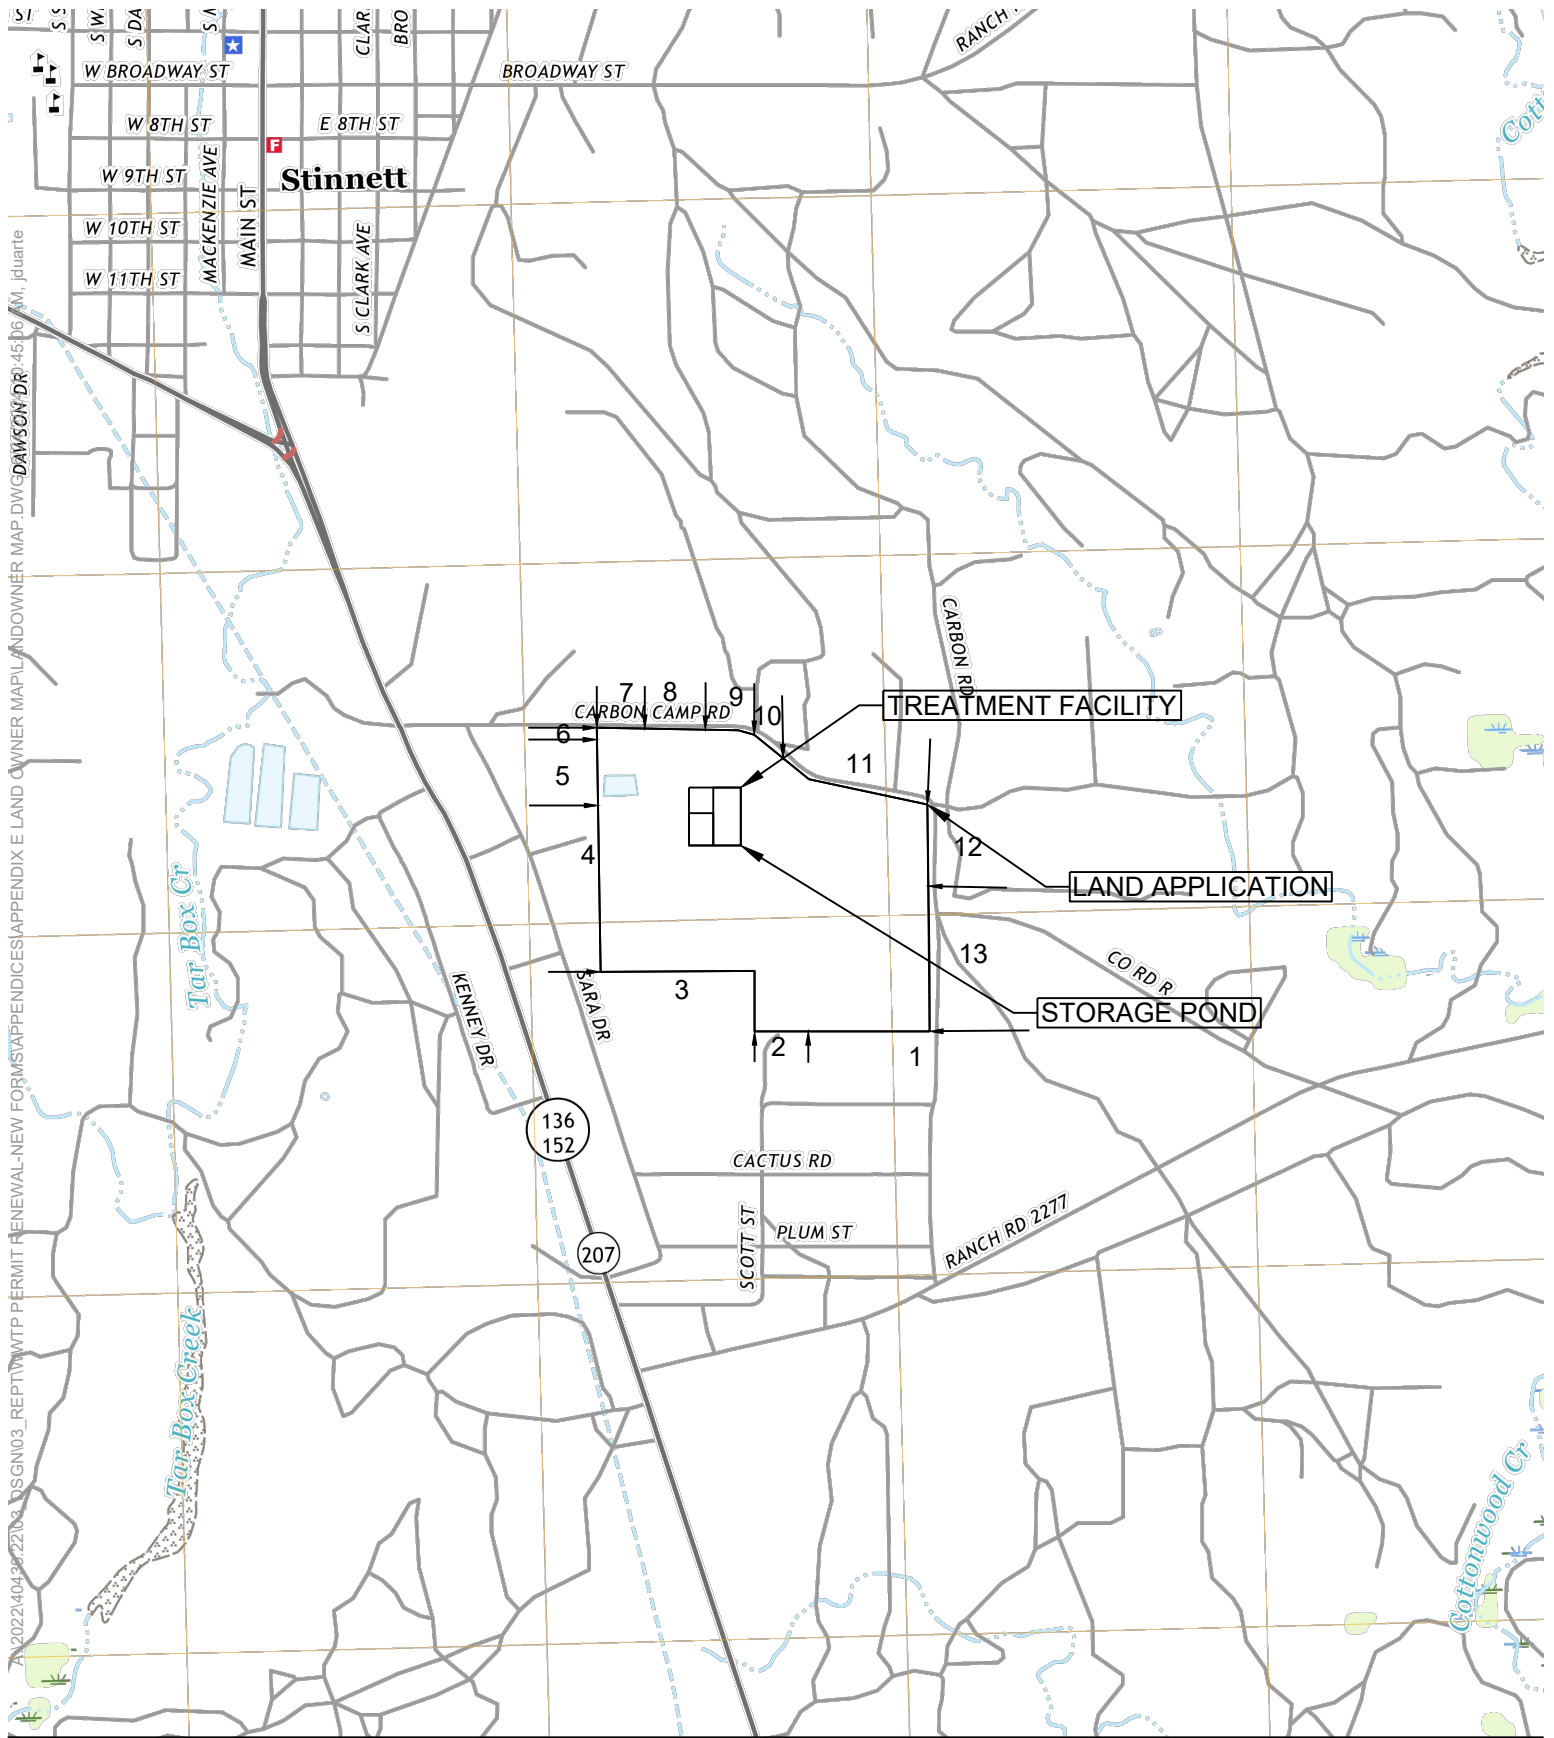 ST
RANCH
W BROADWAY ST
BROADWAY ST
W 8TH ST
E 8TH ST
F
W 9TH ST
Stinnett
MACKENZIE AVE
MAIN ST
W 10TH ST
S CLARK AVE
W 11TH ST
DAWSON DR
CARBON RD
7
8
9
10
CARBON CAMP RD
TREATMENT FACILITY
6
5
11
4
12
LAND APPLICATION
Tar Box Cr
13
CO RD R
3
STORAGE POND
KENNEY DR
SARA DR
2
1
136
152
CACTUS RD
SCOTT ST
PLUM ST
RANCH RD 2277
207
Tar Box Creek
Cottonwood Cr